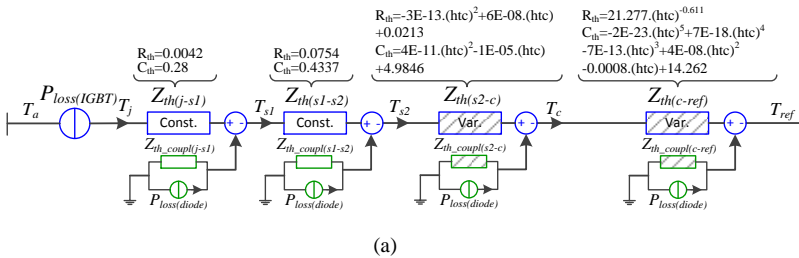 R_th=-3E-13.(htc)^2+6E-08.(htc)
+0.0213
C_th=4E-11.(htc)^2-1E-05.(htc)
+4.9846
R_th=21.277.(htc)^-0.611
C_th=-2E-23.(htc)^5+7E-18.(htc)^4
-7E-13.(htc)^3+4E-08.(htc)^2
-0.0008.(htc)+14.262
R_th=0.0042
C_th=0.28
R_th=0.0754
C_th=0.4337
T_a
P_loss(IGBT)
T_j
Z_th(j-s1)
Const.
+ -
T_s1
Z_th(s1-s2)
Const.
+ -
T_s2
Z_th(s2-c)
Var.
+ -
T_c
Z_th(c-ref)
Var.
+ -
T_ref
Z_th_coupl(j-s1)
Z_th_coupl(s1-s2)
Z_th_coupl(s2-c)
Z_th_coupl(c-ref)
P_loss(diode)
P_loss(diode)
P_loss(diode)
P_loss(diode)
(a)